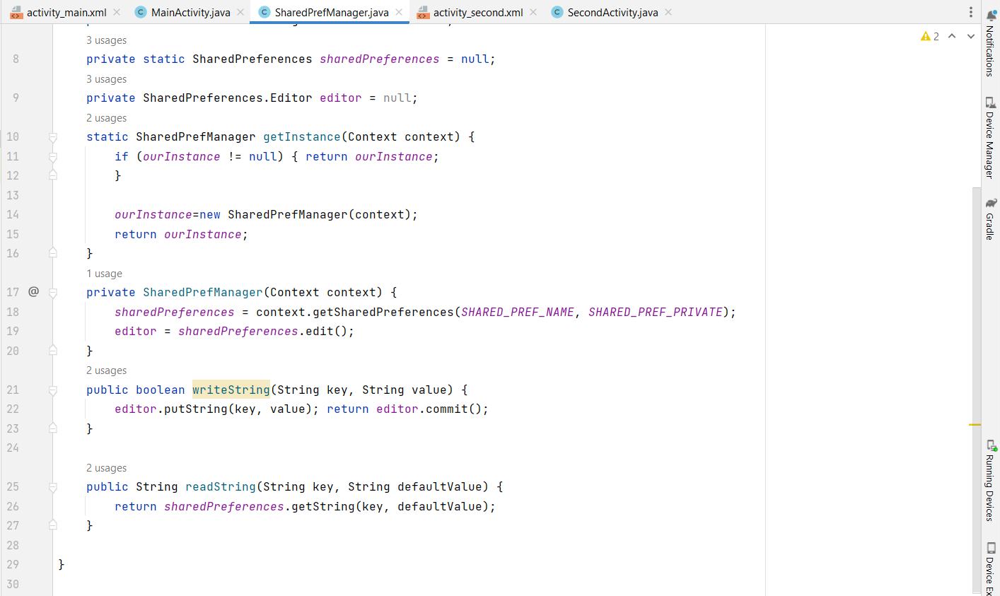 activity_main.xml MainActivity.java SharedPrefManager.java activity_second.xml SecondActivity.java
3 usages
8 private static SharedPreferences sharedPreferences = null;
3 usages
9 private SharedPreferences.Editor editor = null;
2 usages
10 static SharedPrefManager getInstance(Context context) {
11 if (ourInstance != null) { return ourInstance;
12 }
13
14 ourInstance=new SharedPrefManager(context);
15 return ourInstance;
16 }
1 usage
17 @ private SharedPrefManager(Context context) {
18 sharedPreferences = context.getSharedPreferences(SHARED_PREF_NAME, SHARED_PREF_PRIVATE);
19 editor = sharedPreferences.edit();
20 }
2 usages
21 public boolean writeString(String key, String value) {
22 editor.putString(key, value); return editor.commit();
23 }
24
2 usages
25 public String readString(String key, String defaultValue) {
26 return sharedPreferences.getString(key, defaultValue);
27 }
28
29 }
30
2
Notifications
Device Manager
Gradle
Running Devices
Device Ex